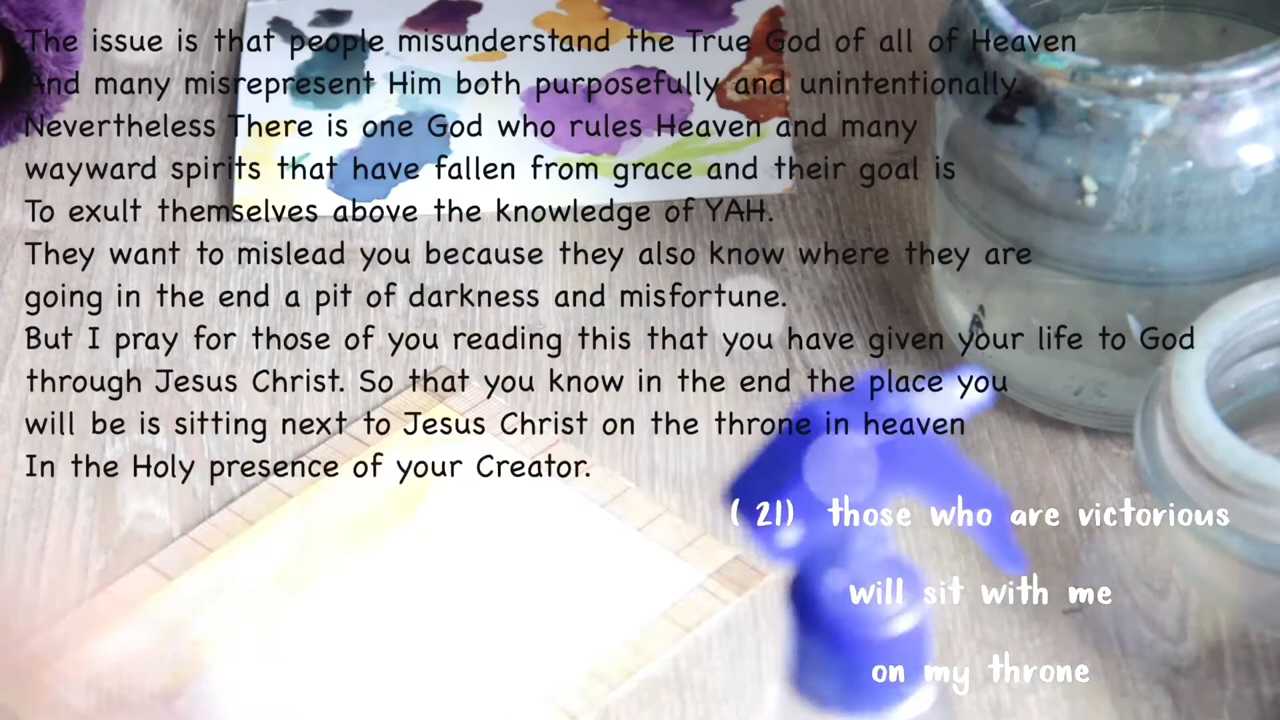 The issue is that people misunderstand the True God of all of Heaven
And many misrepresent Him both purposefully and unintentionally
Nevertheless There is one God who rules Heaven and many
wayward spirits that have fallen from grace and their goal is
To exult themselves above the knowledge of YAH.
They want to mislead you because they also know where they are
going in the end a pit of darkness and misfortune.
But I pray for those of you reading this that you have given your life to God
through Jesus Christ. So that you know in the end the place you
will be is sitting next to Jesus Christ on the throne in heaven
In the Holy presence of your Creator.
( 21) those who are victorious
will sit with me
on my throne